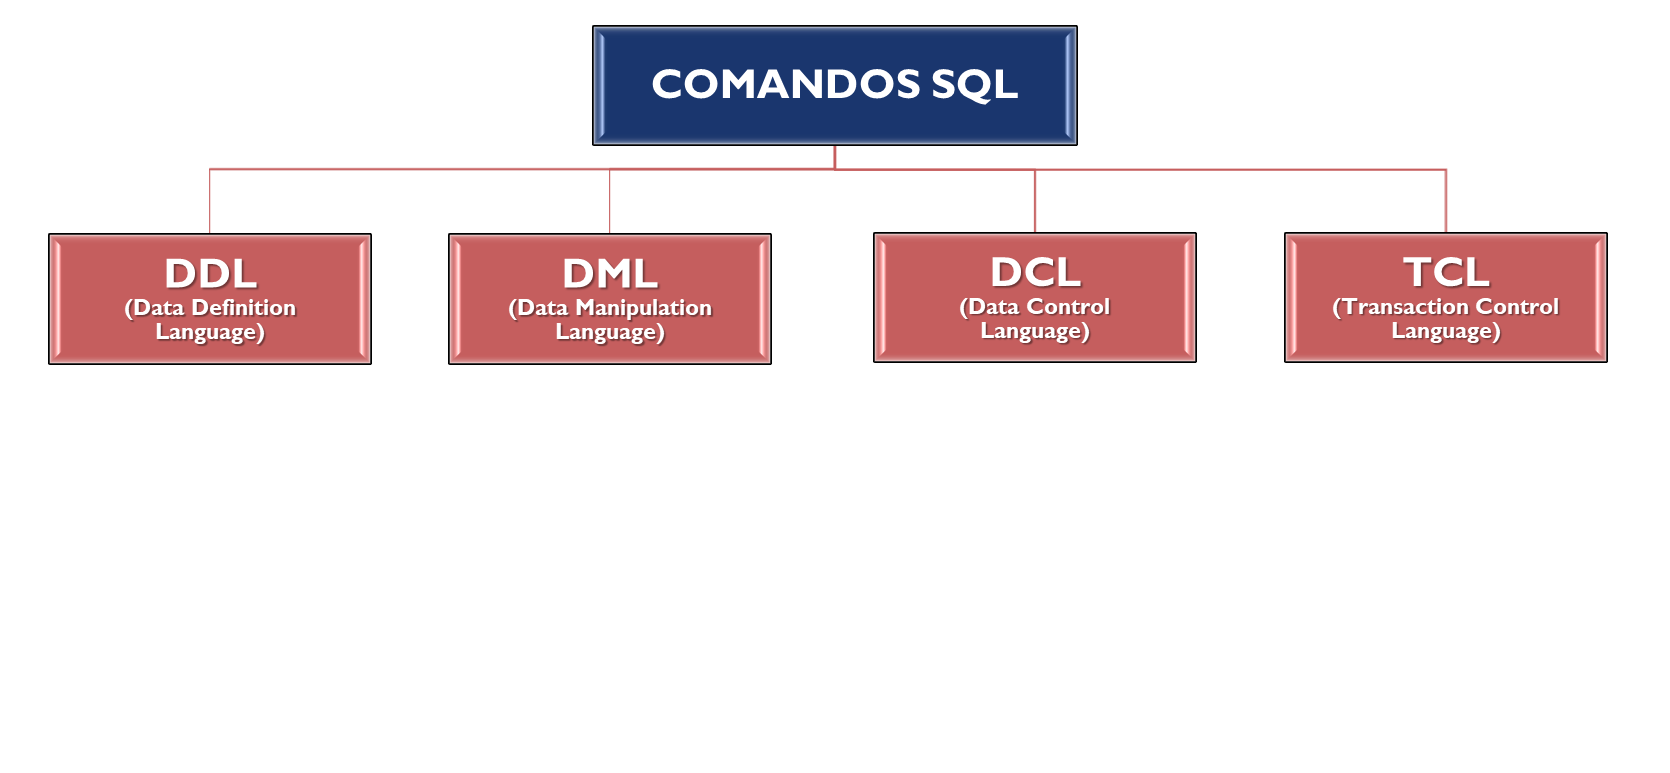 COMANDOS SQL
DDL
(Data Definition
Language)
DML
(Data Manipulation
Language)
DCL
(Data Control
Language)
TCL
(Transaction Control
Language)